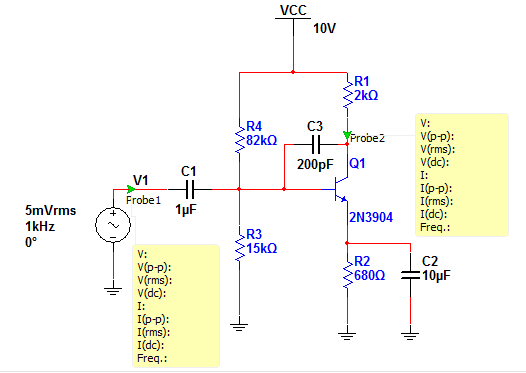 VCC
10V
R1
2kΩ
R4
82kΩ
C3
200pF
Probe2
Q1
2N3904
V1
Probe1
C1
1µF
5mVrms
1kHz
0°
R3
15kΩ
R2
680Ω
C2
10µF
V:
V(p-p):
V(rms):
V(dc):
I:
I(p-p):
I(rms):
I(dc):
Freq.:
V:
V(p-p):
V(rms):
V(dc):
I:
I(p-p):
I(rms):
I(dc):
Freq.: